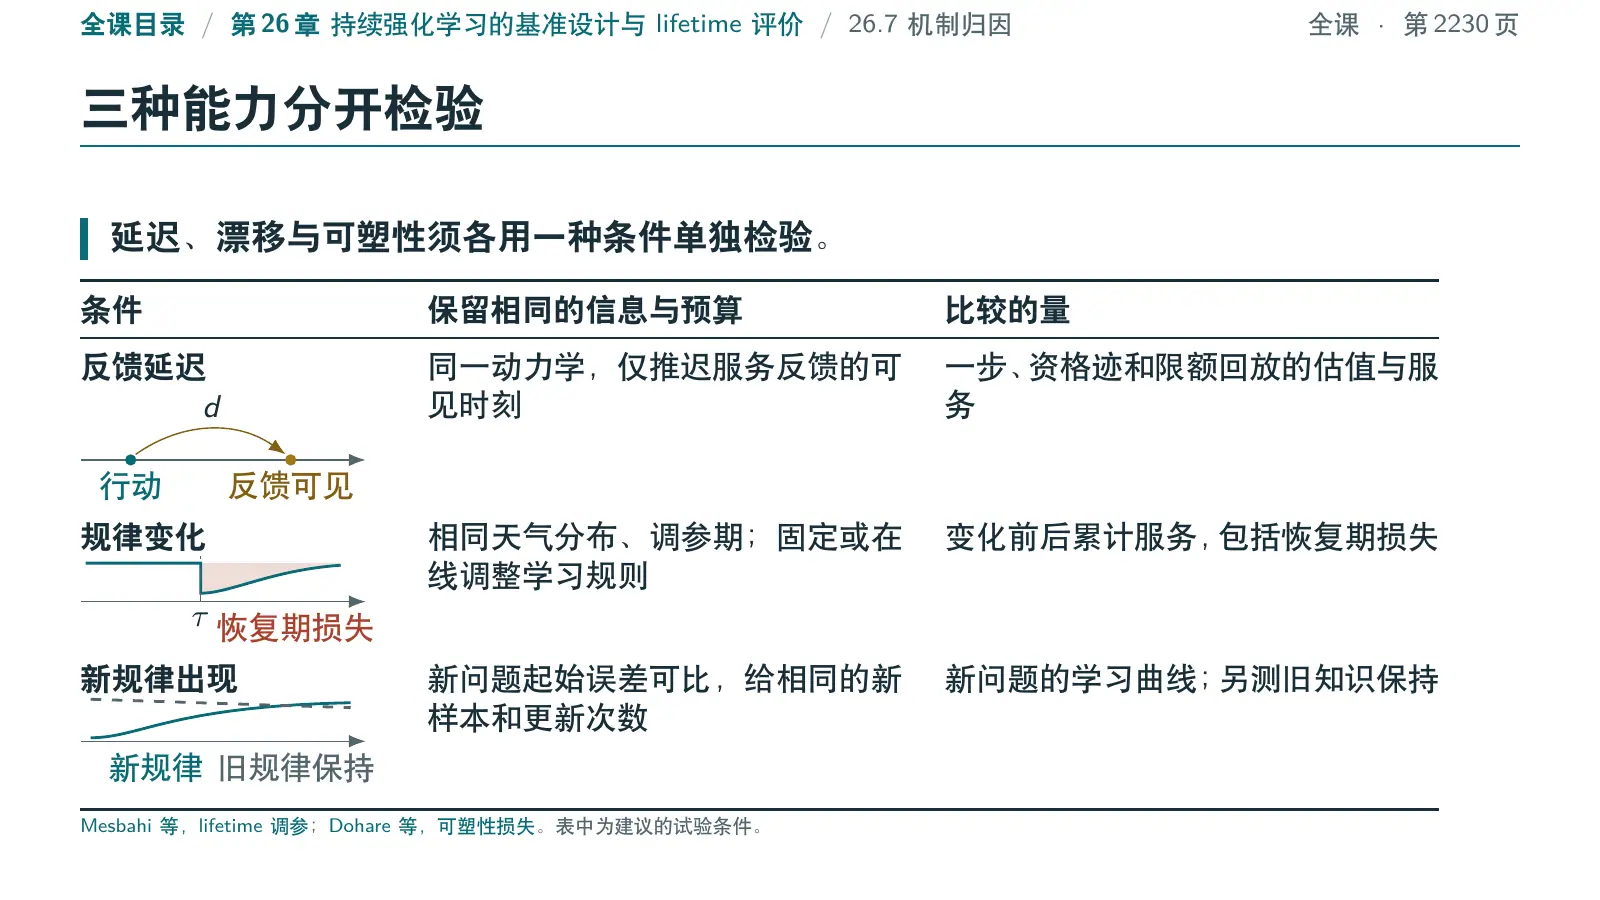 全课目录 / 第 26 章 持续强化学习的基准设计与 lifetime 评价 / 26.7 机制归因
全课 · 第 2230 页
三种能力分开检验
延迟、漂移与可塑性须各用一种条件单独检验。
条件
保留相同的信息与预算
比较的量
反馈延迟
同一动力学，仅推迟服务反馈的可
见时刻
一步、资格迹和限额回放的估值与服
务
d
行动
反馈可见
规律变化
相同天气分布、调参期；固定或在
线调整学习规则
变化前后累计服务，包括恢复期损失
τ
恢复期损失
新规律出现
新问题起始误差可比，给相同的新
样本和更新次数
新问题的学习曲线；另测旧知识保持
新规律
旧规律保持
Mesbahi 等，lifetime 调参；Dohare 等，可塑性损失。表中为建议的试验条件。